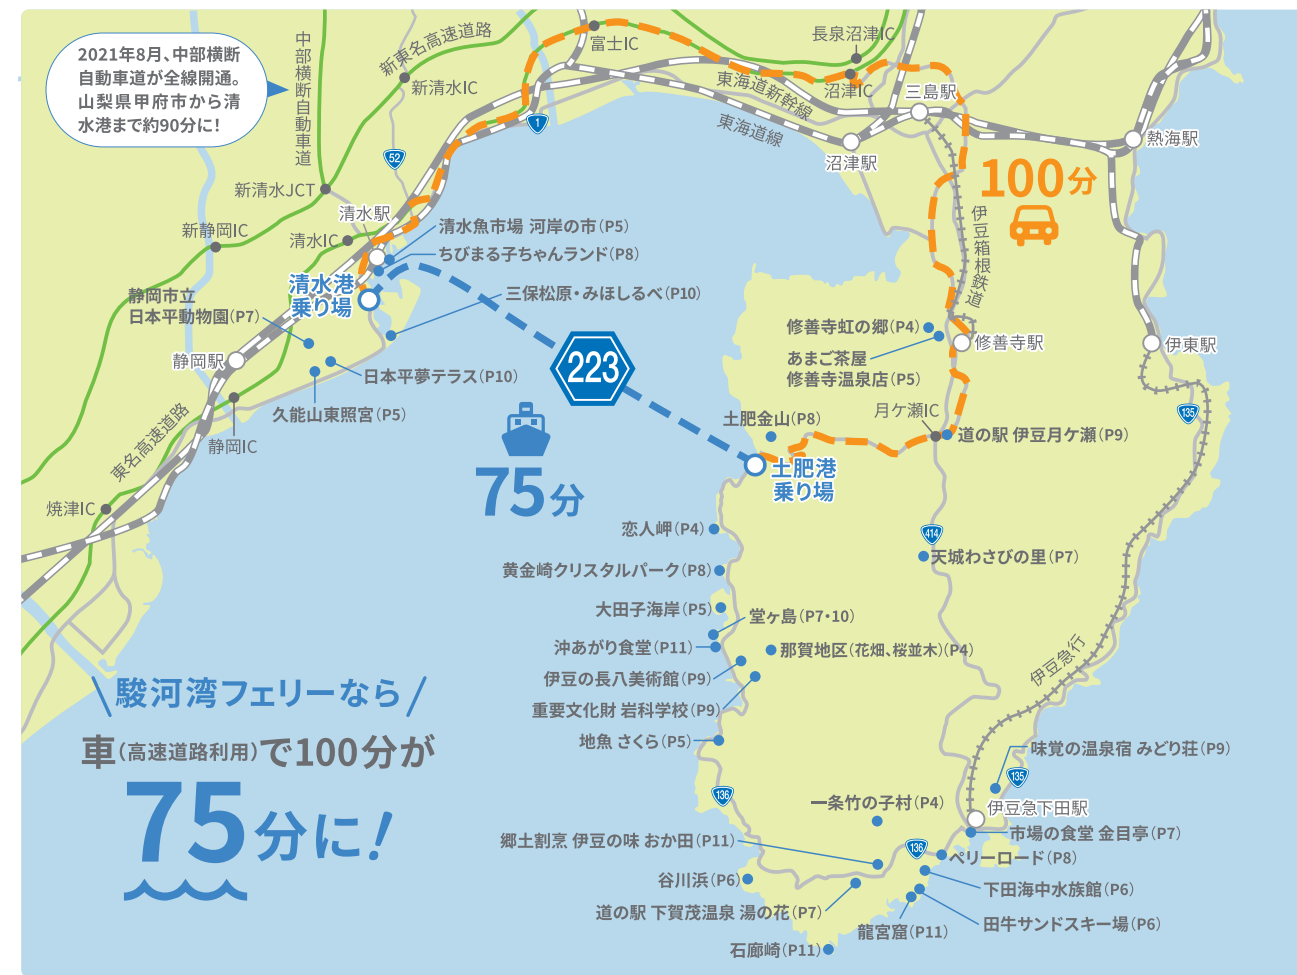 2021年8月、中部横断
自動車道が全線開通。
山梨県甲府市から清
水港まで約90分に!
中部横断自動車道
新東名高速道路
新清水IC
富士IC
長泉沼津IC
沼津IC
東海道新幹線
東海道線
三島駅
沼津駅
熱海駅
1
52
100分
伊豆箱根鉄道
新清水JCT
清水駅
新静岡IC
清水IC
清水魚市場 河岸の市(P5)
ちびまる子ちゃんランド(P8)
清水港
乗り場
三保松原・みほしるべ(P10)
静岡市立
日本平動物園(P7)
静岡駅
日本平夢テラス(P10)
久能山東照宮(P5)
静岡IC
東名高速道路
焼津IC
223
75分
修善寺虹の郷(P4)
あまご茶屋
修善寺温泉店(P5)
修善寺駅
伊東駅
135
月ケ瀬IC
土肥金山(P8)
道の駅 伊豆月ケ瀬(P9)
土肥港
乗り場
恋人岬(P4)
414
天城わさびの里(P7)
黄金崎クリスタルパーク(P8)
大田子海岸(P5)
堂ヶ島(P7・10)
沖あがり食堂(P11)
那賀地区(花畑、桜並木)(P4)
伊豆の長八美術館(P9)
重要文化財 岩科学校(P9)
地魚 さくら(P5)
伊豆急行
駿河湾フェリーなら
車(高速道路利用)で100分が
75分に!
味覚の温泉宿 みどり荘(P9)
135
136
一条竹の子村(P4)
伊豆急下田駅
市場の食堂 金目亭(P7)
郷土割烹 伊豆の味 おか田(P11)
136
ペリーロード(P8)
谷川浜(P6)
下田海中水族館(P6)
道の駅 下賀茂温泉 湯の花(P7)
田牛サンドスキー場(P6)
龍宮窟(P11)
石廊崎(P11)